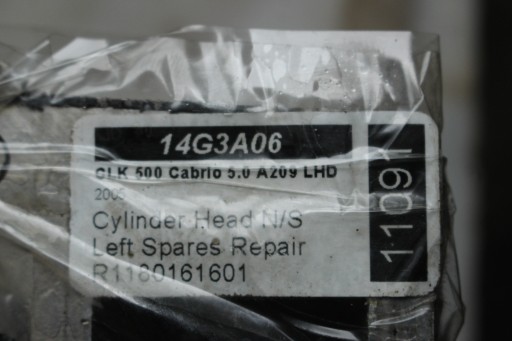 14G3A06
CLK 500 Cabrio 5.0 A209 LHD
2005
Cylinder Head N/S
Left Spares Repair
R1180161601
11091